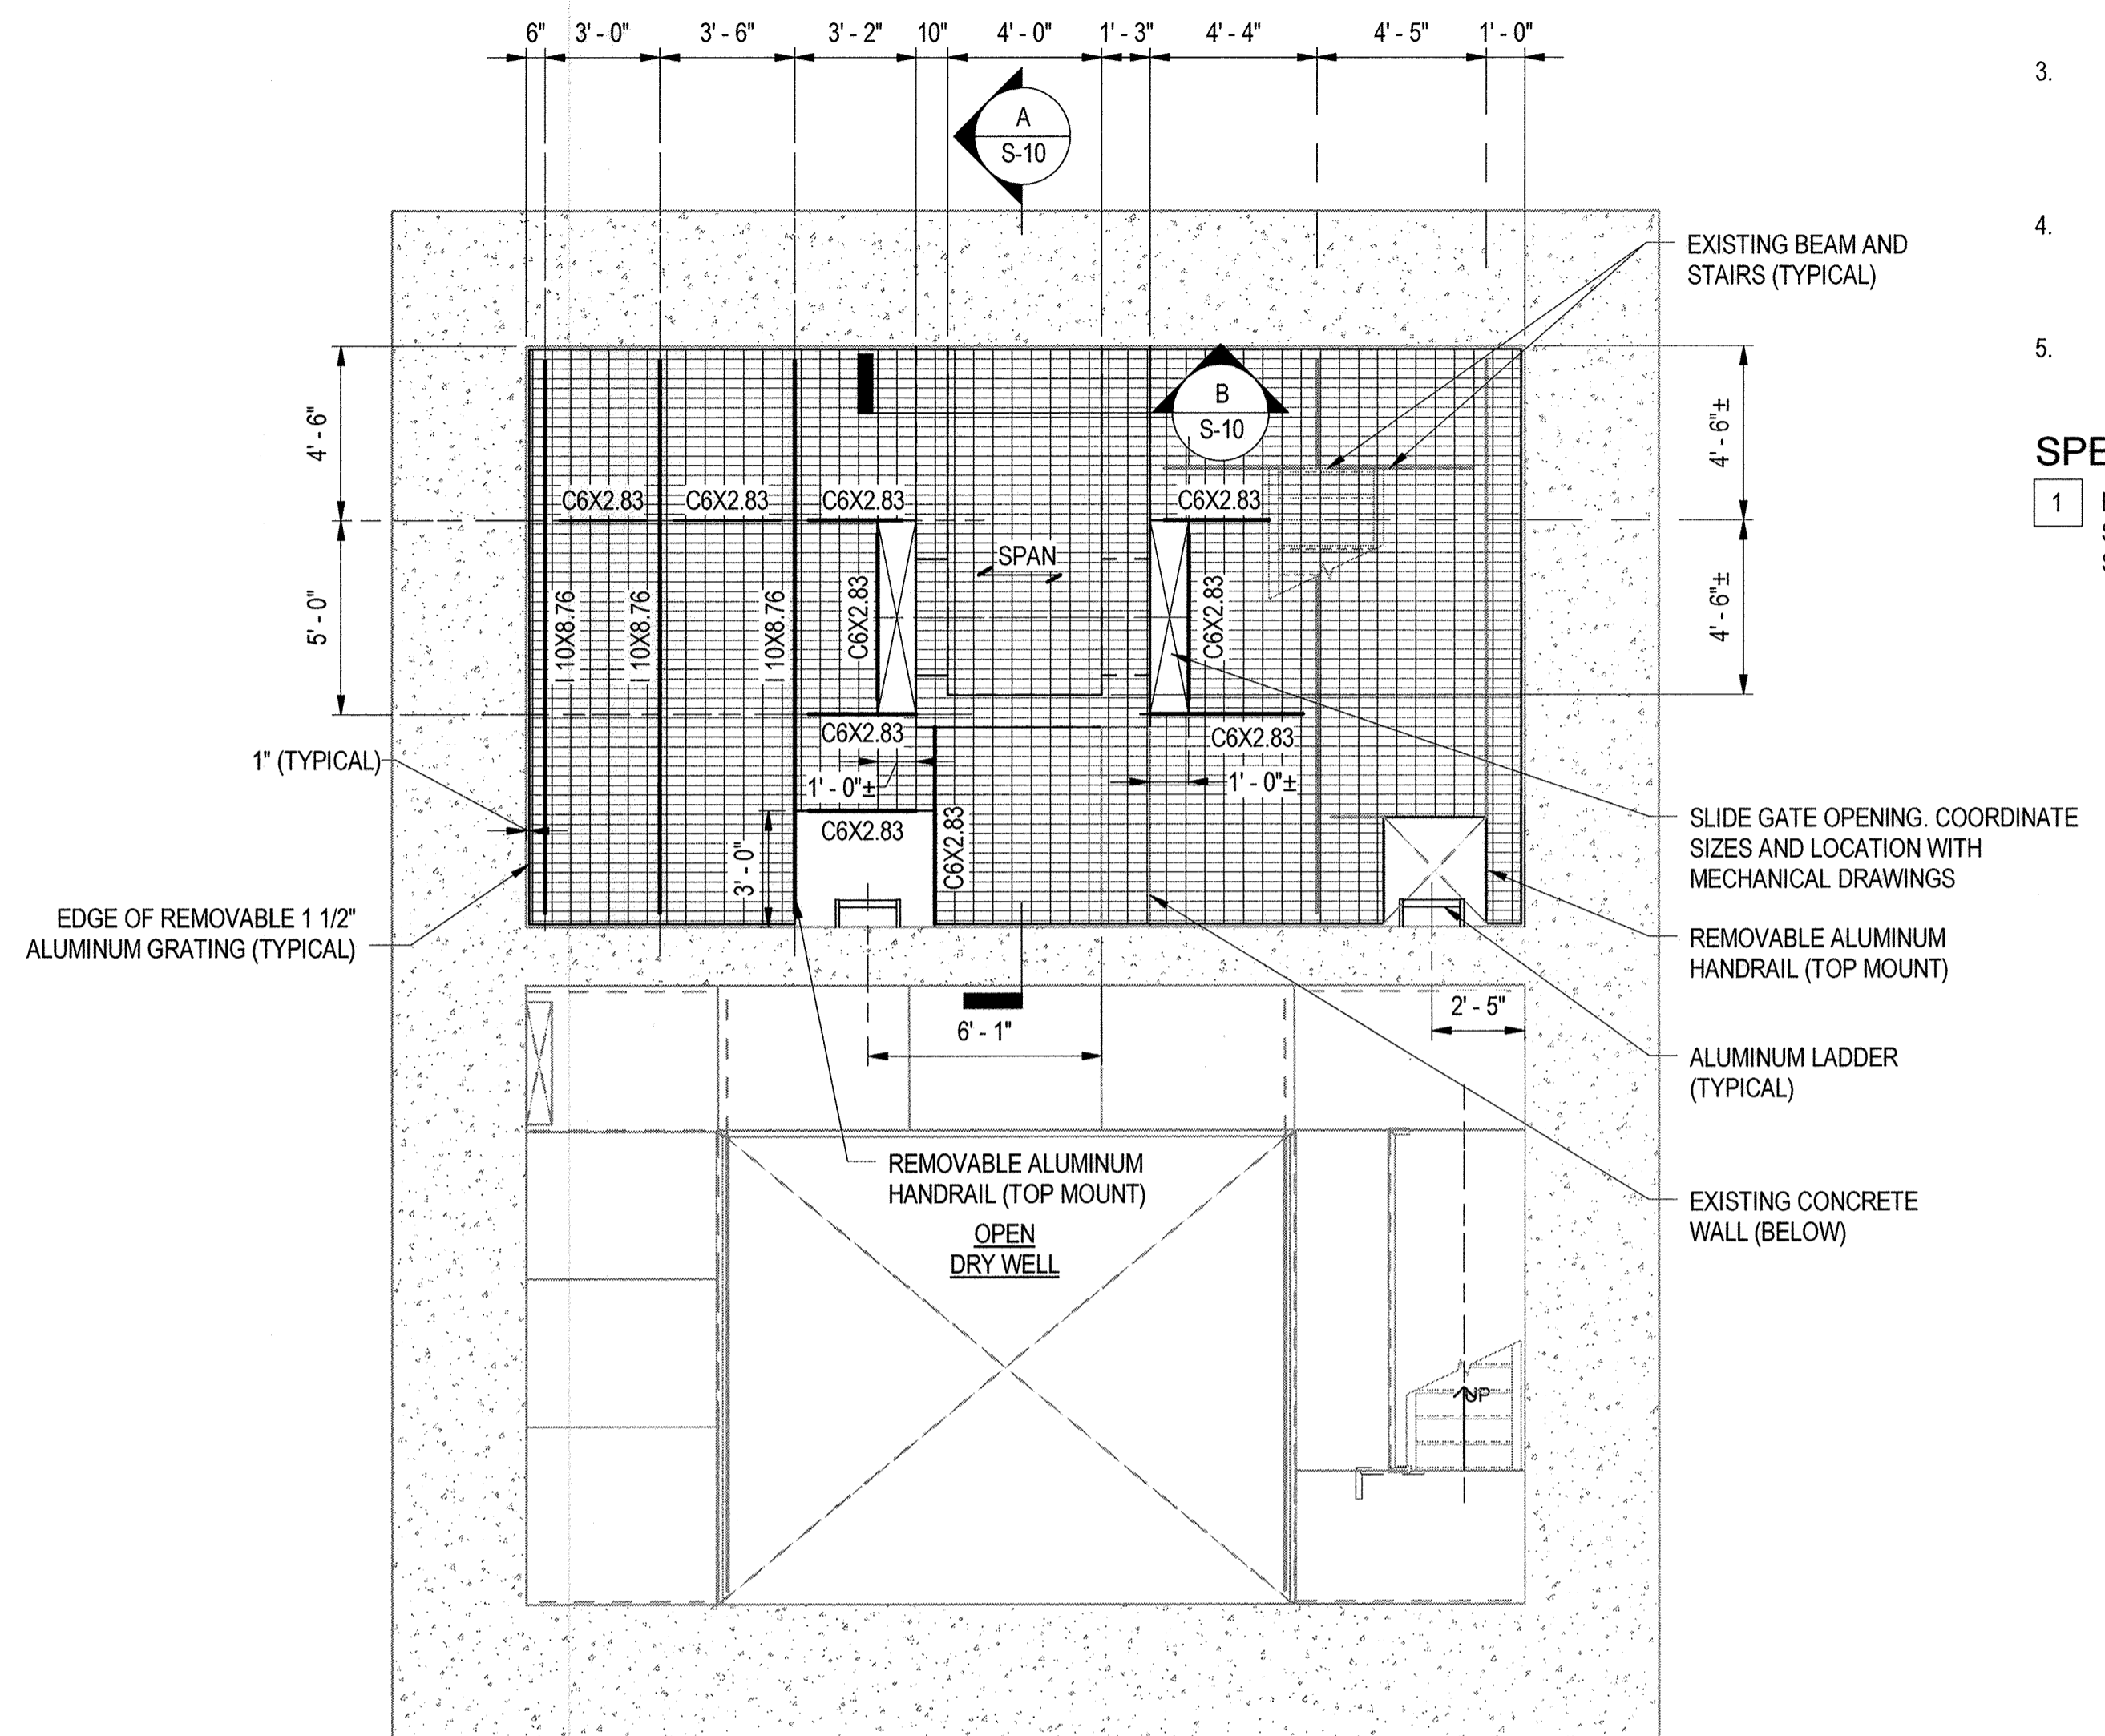 6" 3' - 0" 3' - 6" 3' - 2" 10" 4' - 0" 1' - 3" 4' - 4" 4' - 5" 1' - 0"
3.
A
S-10
4.
EXISTING BEAM AND
STAIRS (TYPICAL)
5.
B
S-10
4' - 6"
4' - 6"±
SPE
1
C6X2.83 C6X2.83 C6X2.83 C6X2.83
SPAN
5' - 0"
I 10X8.76
I 10X8.76
I 10X8.76
C6X2.83
C6X2.83
4' - 6"±
C6X2.83
C6X2.83
1" (TYPICAL)
1' - 0"±
1' - 0"±
C6X2.83
3' - 0"
C6X2.83
SLIDE GATE OPENING. COORDINATE
SIZES AND LOCATION WITH
MECHANICAL DRAWINGS
EDGE OF REMOVABLE 1 1/2"
ALUMINUM GRATING (TYPICAL)
REMOVABLE ALUMINUM
HANDRAIL (TOP MOUNT)
6' - 1"
2' - 5"
ALUMINUM LADDER
(TYPICAL)
REMOVABLE ALUMINUM
HANDRAIL (TOP MOUNT)
EXISTING CONCRETE
WALL (BELOW)
OPEN
DRY WELL
UP